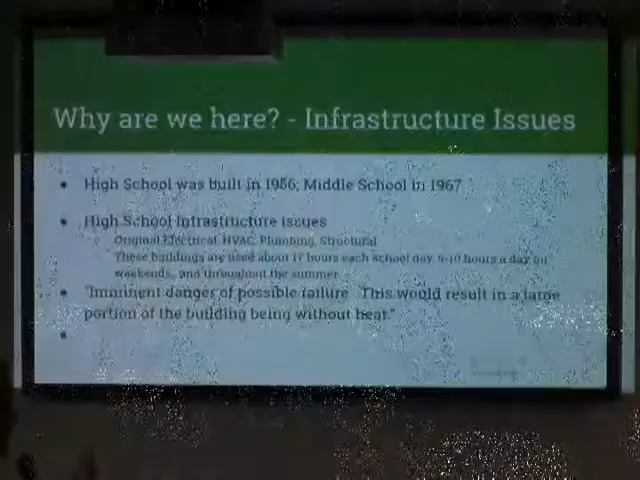 Why are we here? - Infrastructure Issues
High School was built in 1956; Middle School in 1967
High School Infrastructure Issues
Original Electrical, HVAC, Plumbing, Structural
These buildings are used about 17 hours each school day, 9-10 hours a day on
weekends, and throughout the summer
"Imminent danger of possible failure. This would result in a large
portion of the building being without heat."